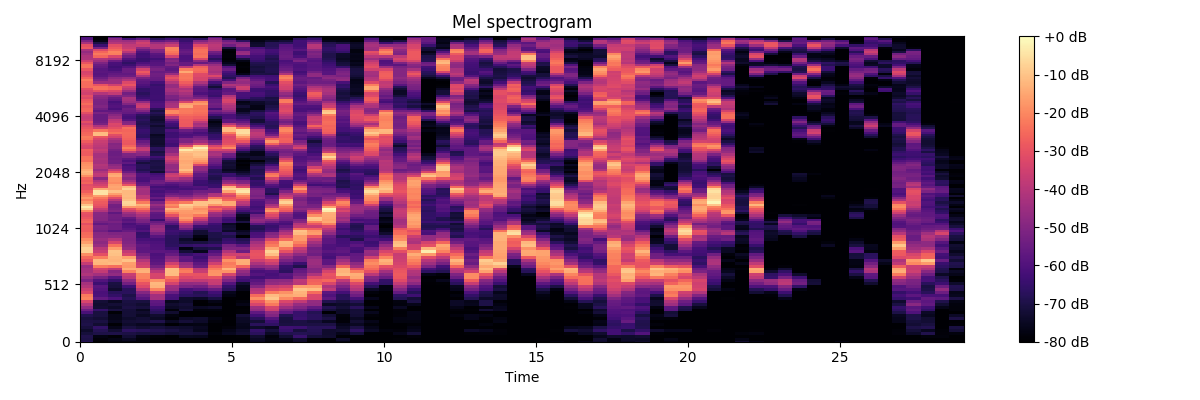 Mel spectrogram
Hz
8192
4096
2048
1024
512
0
0 5 10 15 20 25
Time
+0 dB
-10 dB
-20 dB
-30 dB
-40 dB
-50 dB
-60 dB
-70 dB
-80 dB